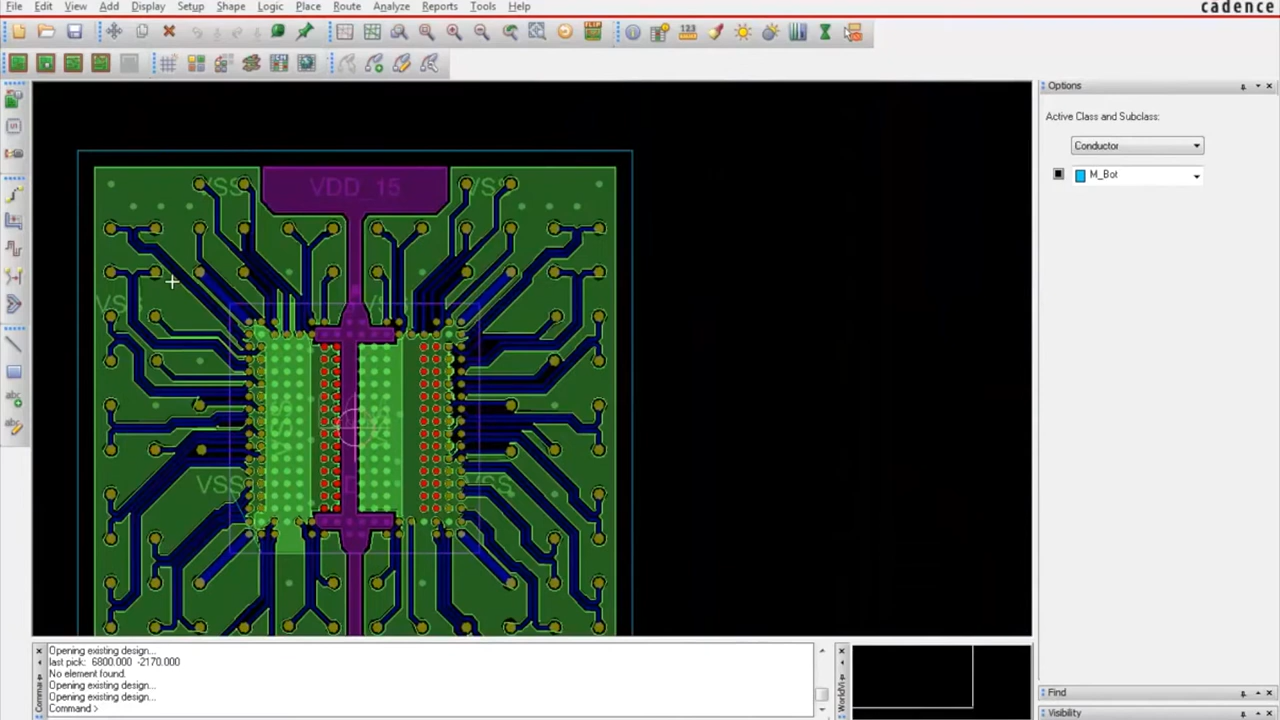 File Edit View Add Display Setup Shape Logic Place Route Analyze Reports Tools Help
cadence
Options
Active Class and Subclass:
Conductor
M_Bot
VSS
VDD_15
VSS
VSS
VSS
VSS
VSS
VSS
Opening existing design...
last pick: 6800.000 -2170.000
No element found.
Opening existing design...
Opening existing design...
Command >
Find
Visibility